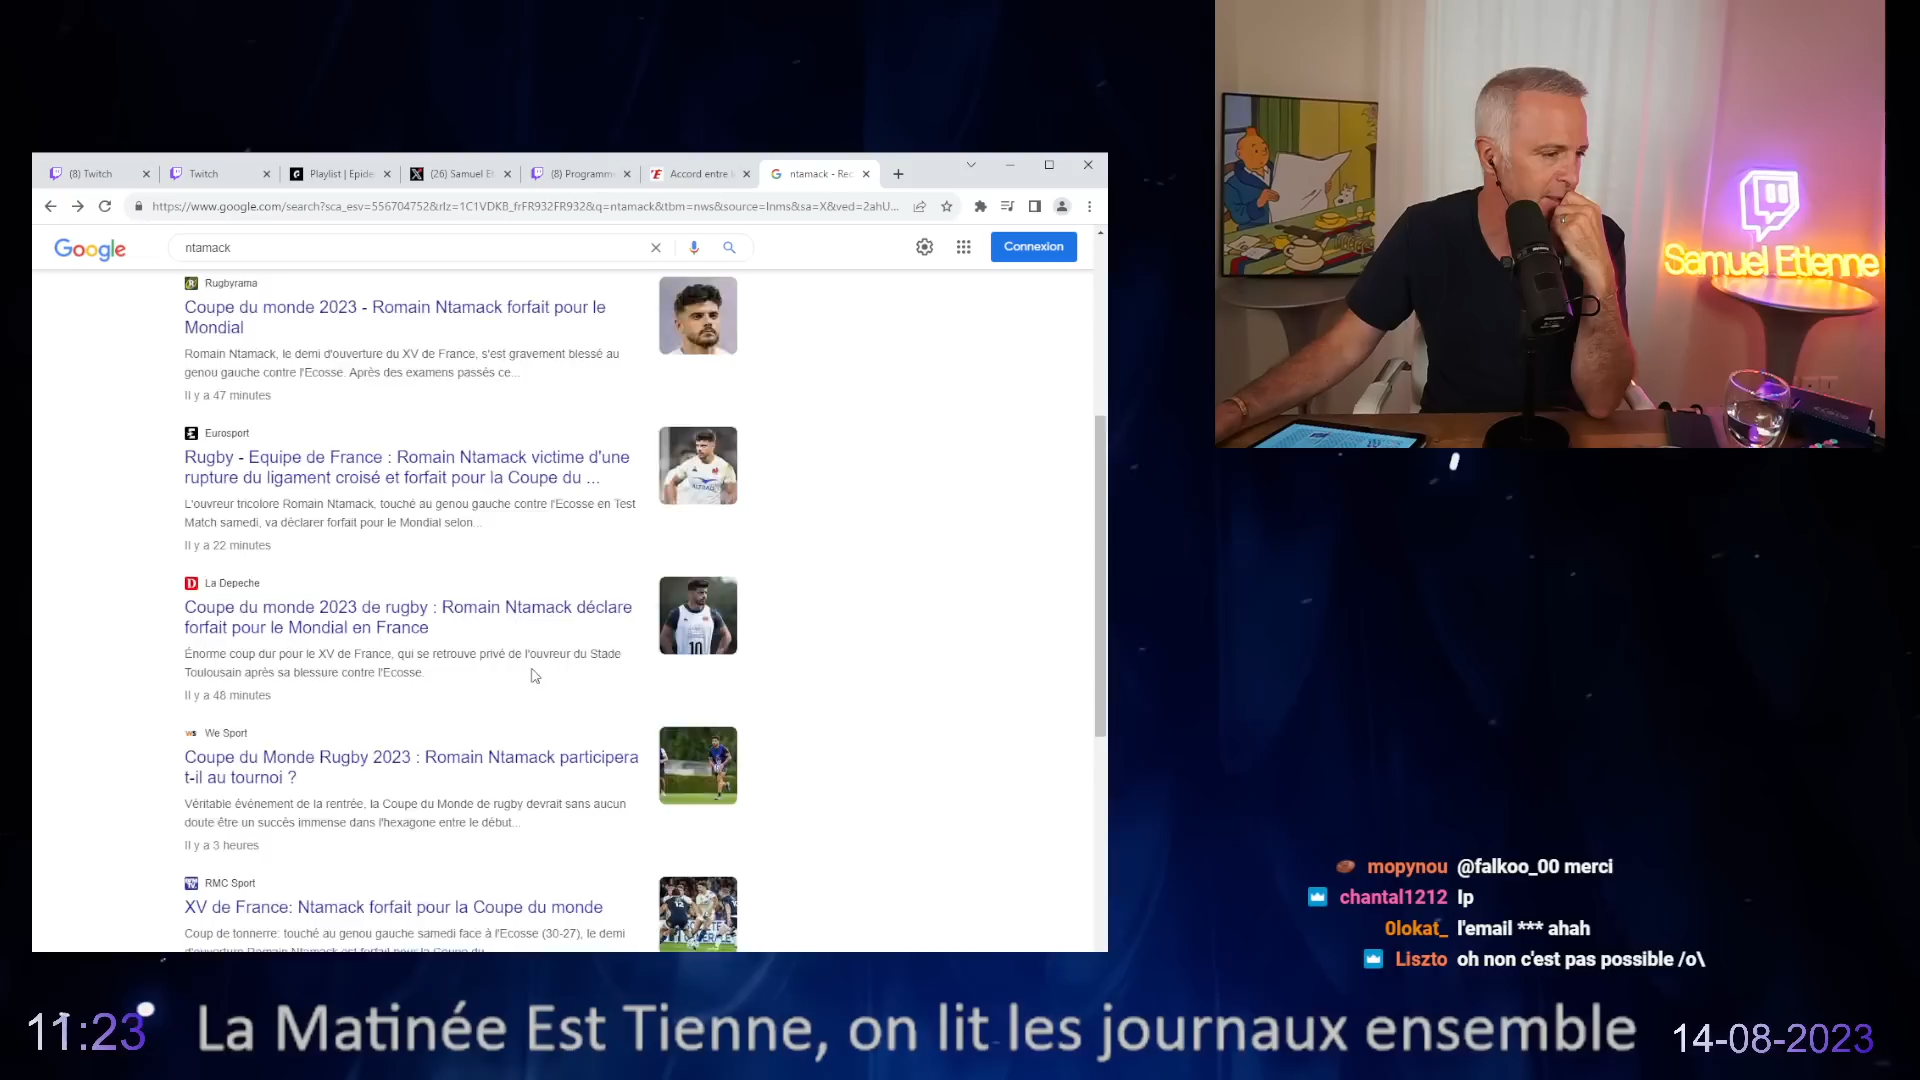 (8) Twitch
Twitch
Playlist | Epide
(26) Samuel Et
(8) Programme
Accord entre l
ntamack - Rec
https://www.google.com/search?sca_esv=556704752&rlz=1C1VDKB_frFR932FR932&q=ntamack&tbm=nws&source=lnms&sa=X&ved=2ahU...
Google
ntamack
Connexion
Rugbyrama
Coupe du monde 2023 - Romain Ntamack forfait pour le
Mondial
Romain Ntamack, le demi d'ouverture du XV de France, s'est gravement blessé au
genou gauche contre l'Ecosse. Après des examens passés ce...
Il y a 47 minutes
Eurosport
Rugby - Equipe de France : Romain Ntamack victime d'une
rupture du ligament croisé et forfait pour la Coupe du ...
L'ouvreur tricolore Romain Ntamack, touché au genou gauche contre l'Ecosse en Test
Match samedi, va déclarer forfait pour le Mondial selon...
Il y a 22 minutes
La Depeche
Coupe du monde 2023 de rugby : Romain Ntamack déclare
forfait pour le Mondial en France
Énorme coup dur pour le XV de France, qui se retrouve privé de l'ouvreur du Stade
Toulousain après sa blessure contre l'Ecosse.
Il y a 48 minutes
We Sport
Coupe du Monde Rugby 2023 : Romain Ntamack participera
t-il au tournoi ?
Véritable événement de la rentrée, la Coupe du Monde de rugby devrait sans aucun
doute être un succès immense dans l'hexagone entre le début...
Il y a 3 heures
RMC Sport
XV de France: Ntamack forfait pour la Coupe du monde
Coup de tonnerre: touché au genou gauche samedi face à l'Ecosse (30-27), le demi
d'ouverture Romain Ntamack est forfait pour la Coupe du
Samuel Etienne
mopynou @falkoo_00 merci
chantal1212 lp
0lokat_ l'email *** ahah
Liszto oh non c'est pas possible /o\
11:23
La Matinée Est Tienne, on lit les journaux ensemble
14-08-2023